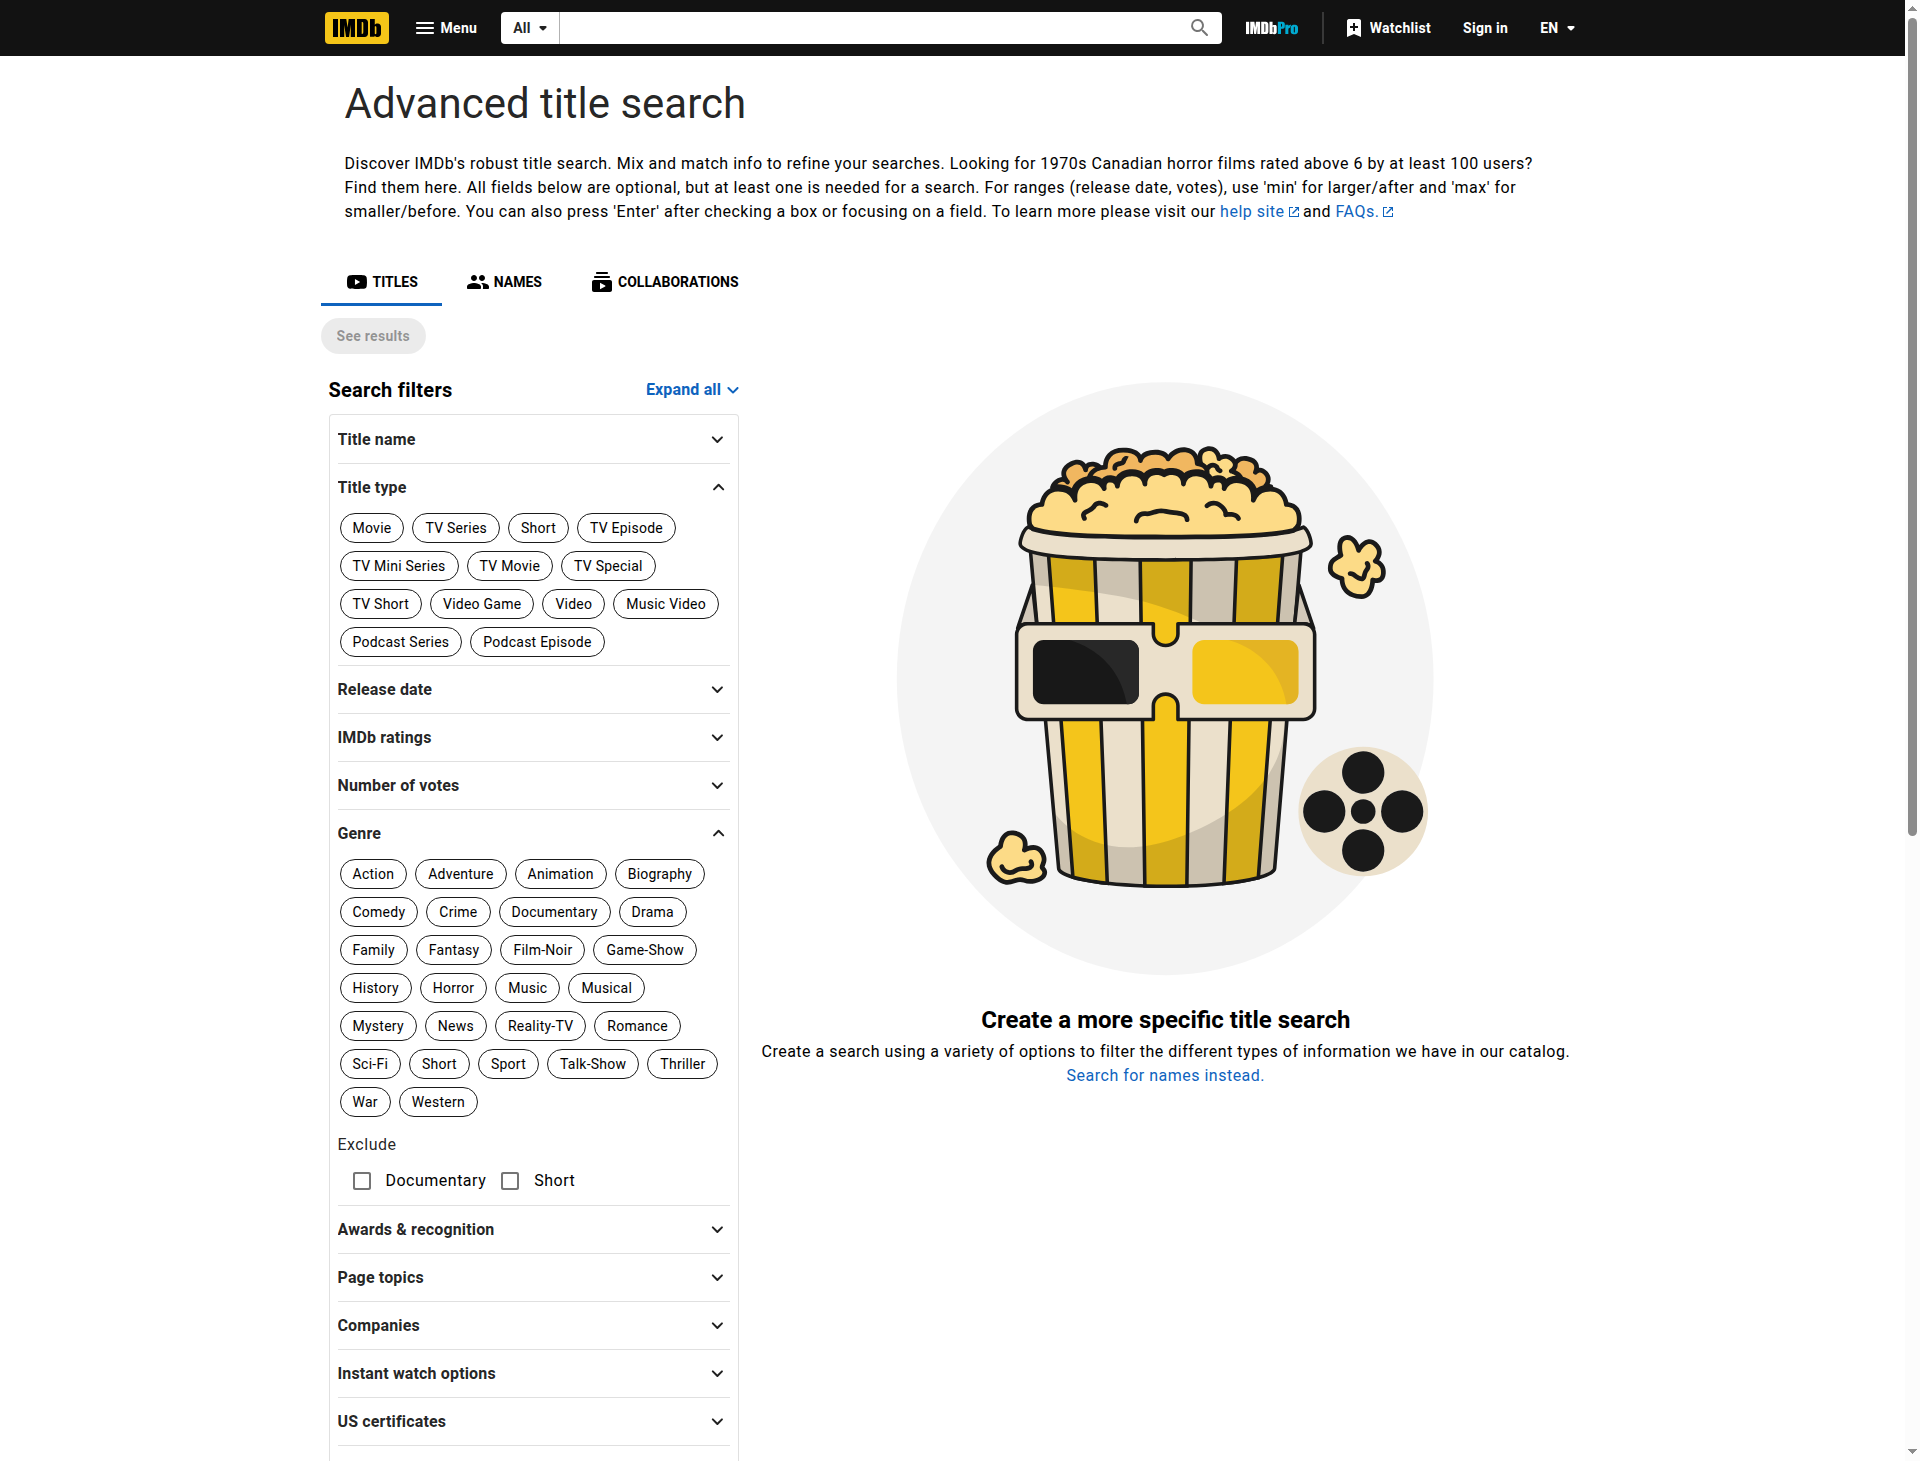 IMDb Menu All IMDbPro Watchlist Sign in EN
Advanced title search
Discover IMDb's robust title search. Mix and match info to refine your searches. Looking for 1970s Canadian horror films rated above 6 by at least 100 users?
Find them here. All fields below are optional, but at least one is needed for a search. For ranges (release date, votes), use 'min' for larger/after and 'max' for
smaller/before. You can also press 'Enter' after checking a box or focusing on a field. To learn more please visit our help site and FAQs.
TITLES NAMES COLLABORATIONS
See results
Search filters Expand all
Title name
Title type
Movie TV Series Short TV Episode
TV Mini Series TV Movie TV Special
TV Short Video Game Video Music Video
Podcast Series Podcast Episode
Release date
IMDb ratings
Number of votes
Genre
Action Adventure Animation Biography
Comedy Crime Documentary Drama
Family Fantasy Film-Noir Game-Show
History Horror Music Musical
Mystery News Reality-TV Romance
Sci-Fi Short Sport Talk-Show Thriller
War Western
Exclude
Documentary Short
Awards & recognition
Page topics
Companies
Instant watch options
US certificates
Create a more specific title search
Create a search using a variety of options to filter the different types of information we have in our catalog.
Search for names instead.